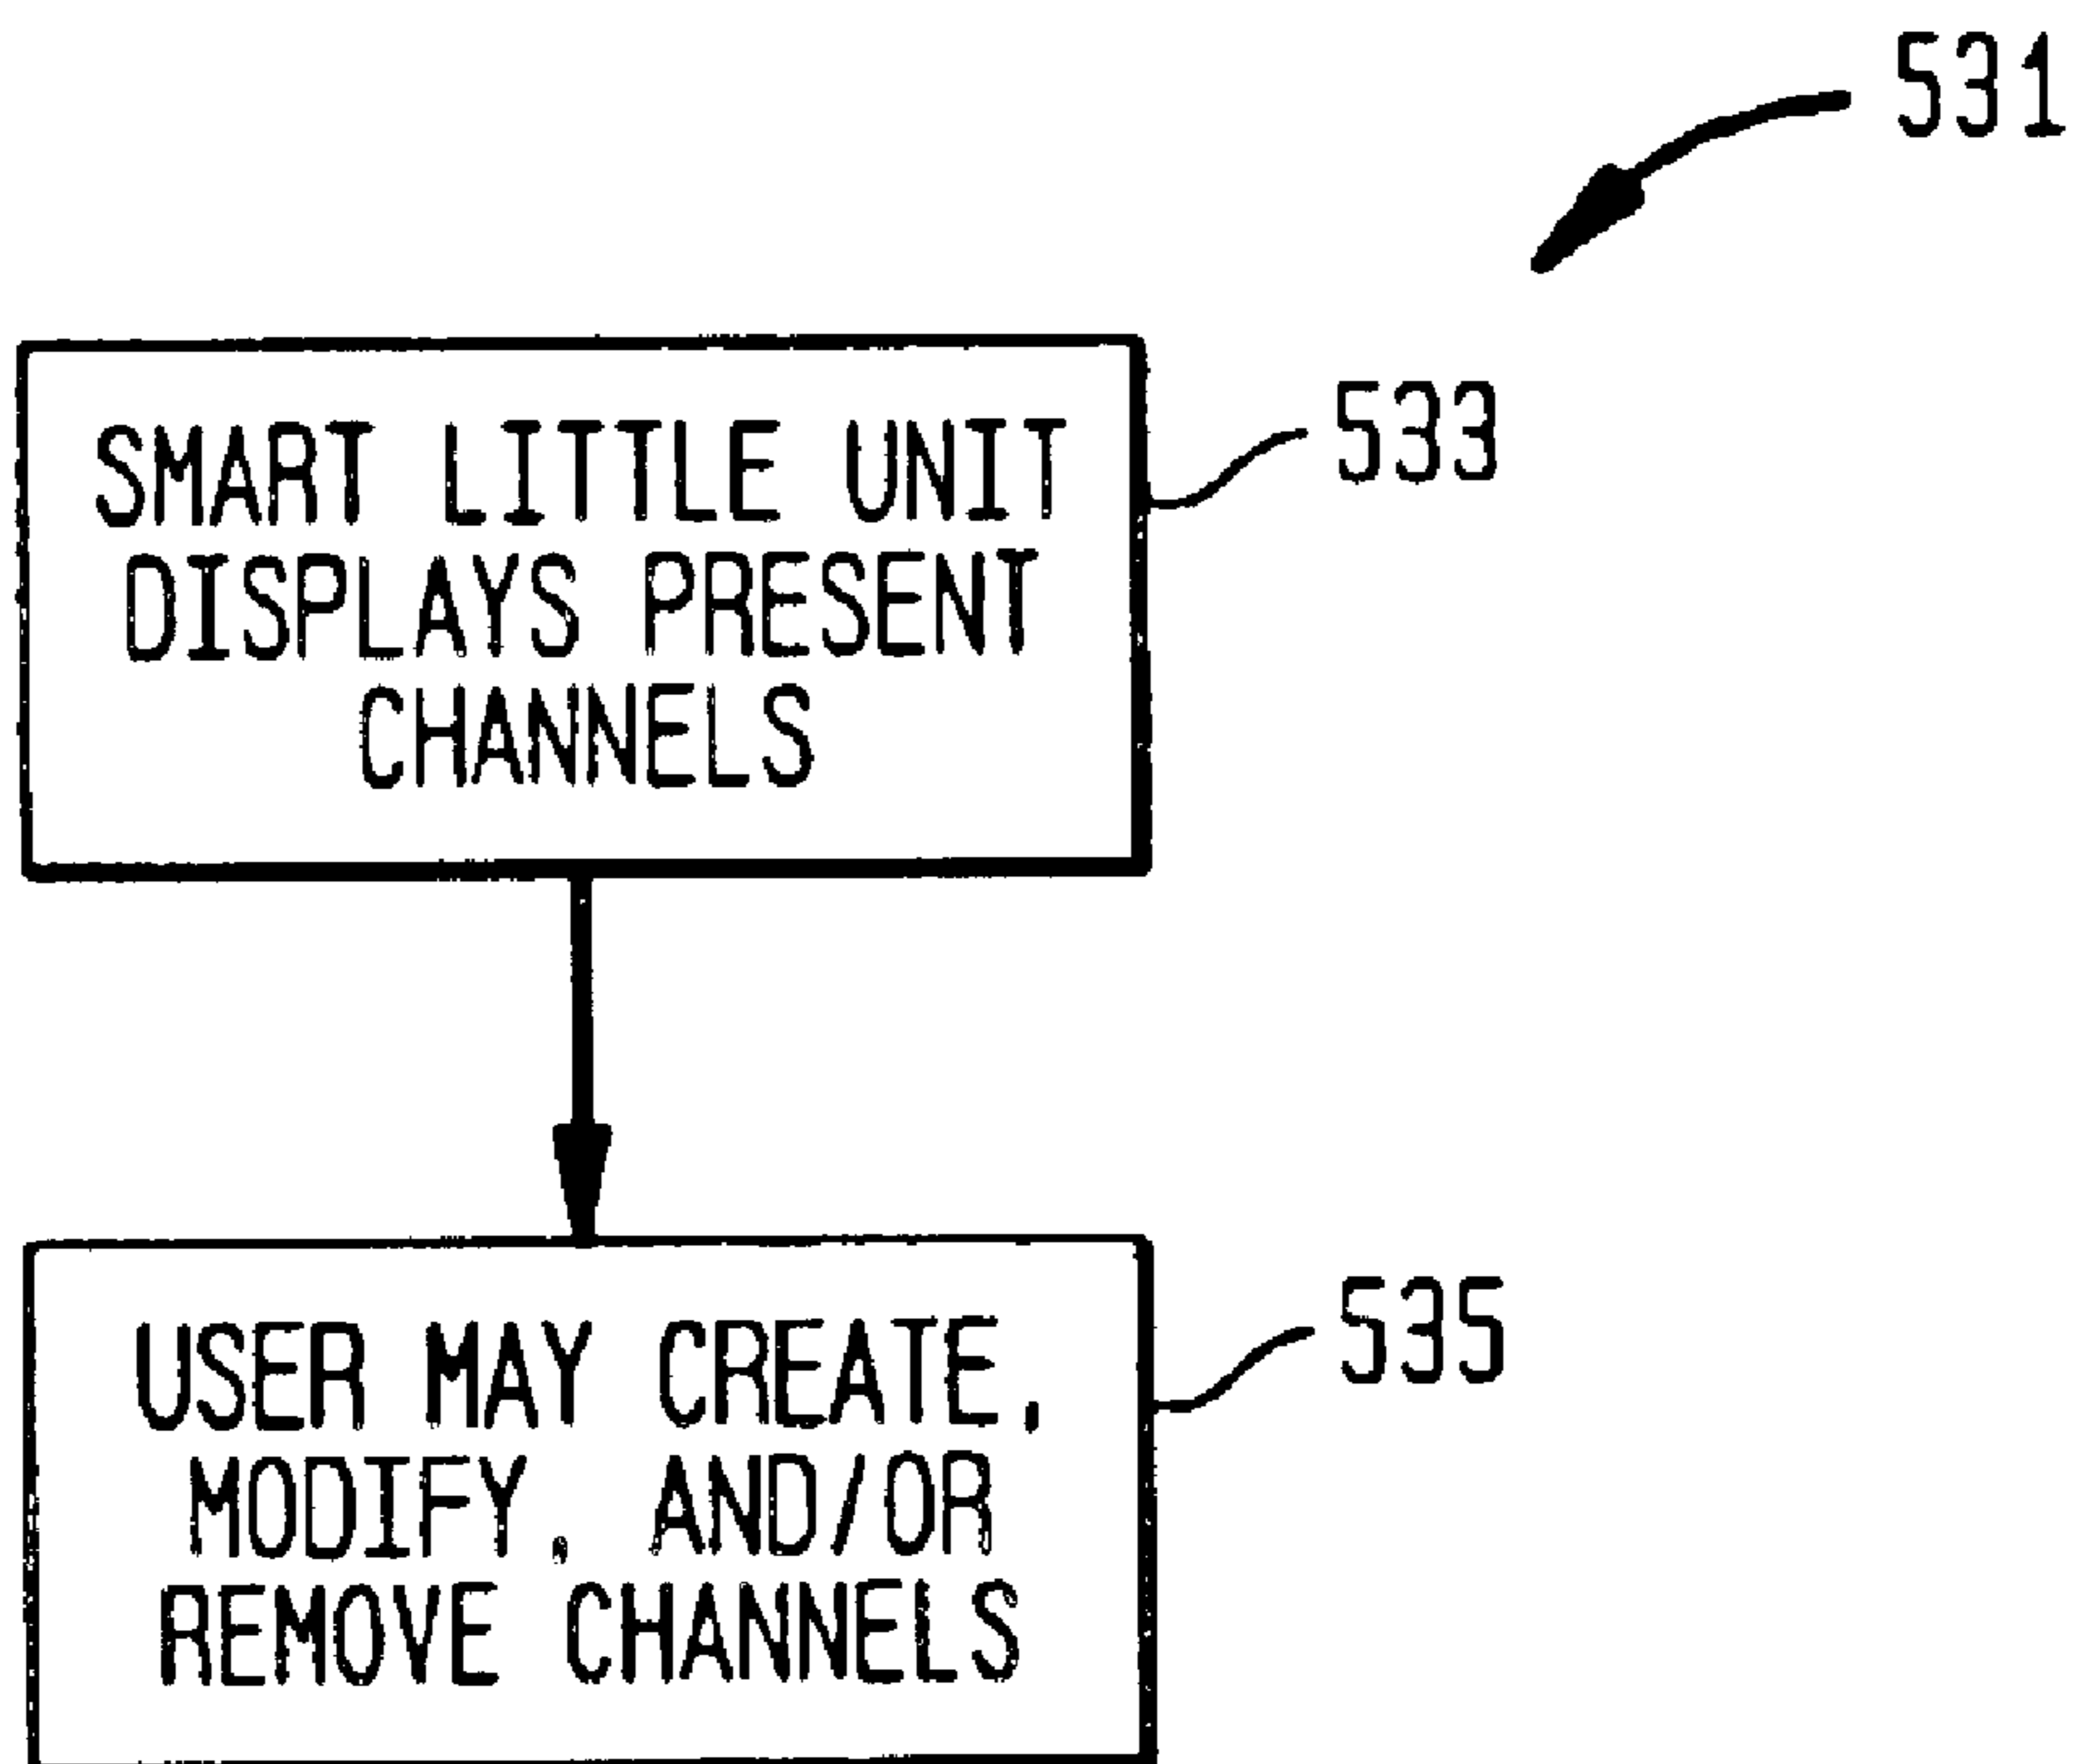 531
SMART LITTLE UNIT
DISPLAYS PRESENT
CHANNELS
533
USER MAY CREATE,
MODIFY, AND/OR
REMOVE CHANNELS
535